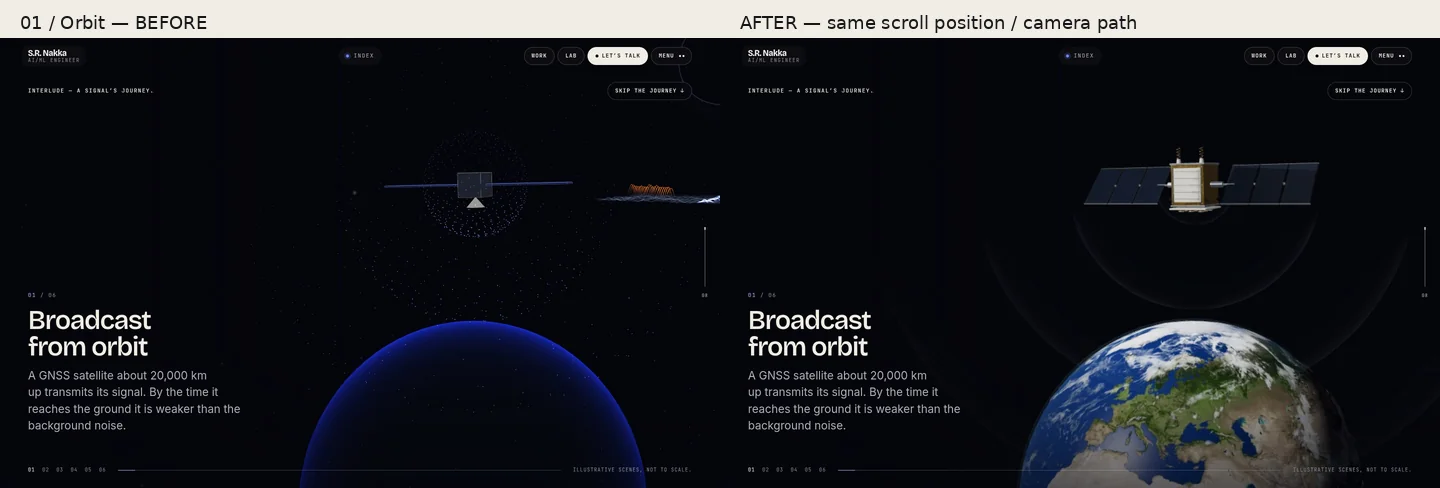 01 / Orbit — BEFORE
S.R. Nakka
AI/ML ENGINEER
INDEX
WORK
LAB
LET'S TALK
MENU
INTERLUDE — A SIGNAL'S JOURNEY.
SKIP THE JOURNEY ↓
01 / 06
Broadcast
from orbit
A GNSS satellite about 20,000 km
up transmits its signal. By the time it
reaches the ground it is weaker than the
background noise.
01 02 03 04 05 06
ILLUSTRATIVE SCENES, NOT TO SCALE.
AFTER — same scroll position / camera path
S.R. Nakka
AI/ML ENGINEER
INDEX
WORK
LAB
LET'S TALK
MENU
INTERLUDE — A SIGNAL'S JOURNEY.
SKIP THE JOURNEY ↓
01 / 06
Broadcast
from orbit
A GNSS satellite about 20,000 km
up transmits its signal. By the time it
reaches the ground it is weaker than the
background noise.
01 02 03 04 05 06
ILLUSTRATIVE SCENES, NOT TO SCALE.